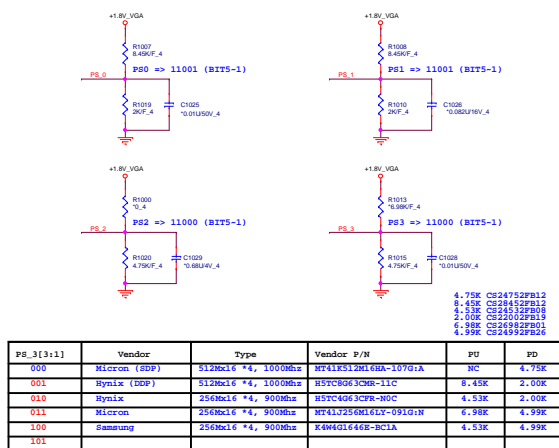 +1.8V_VGA
+1.8V_VGA
R1007
8.45K/F_4
R1008
8.45K/F_4
PS0 => 11001 (BIT5-1)
PS1 => 11001 (BIT5-1)
PS_0
PS_1
R1019
2K/F_4
C1025
*0.01U/50V_4
R1010
2K/F_4
C1026
*0.082U/16V_4
+1.8V_VGA
+1.8V_VGA
R1000
*0_4
R1013
*6.98K/F_4
PS2 => 11000 (BIT5-1)
PS3 => 11000 (BIT5-1)
PS_2
PS_3
R1020
4.75K/F_4
C1029
*0.68U/4V_4
R1015
4.75K/F_4
C1028
*0.01U/50V_4
4.75K CS24752FB12
8.45K CS28452FB12
4.53K CS24532FB08
2.00K CS22002FB19
6.98K CS26982FB01
4.99K CS24992FB26
PS_3[3:1] Vendor Type Vendor P/N PU PD
000 Micron (SDP) 512Mx16 *4, 1000Mhz MT41K512M16HA-107G:A NC 4.75K
001 Hynix (DDP) 512Mx16 *4, 1000Mhz H5TC8G63CMR-11C 8.45K 2.00K
010 Hynix 256Mx16 *4, 900Mhz H5TC4G63CFR-N0C 4.53K 2.00K
011 Micron 256Mx16 *4, 900Mhz MT41J256M16LY-091G:N 6.98K 4.99K
100 Samsung 256Mx16 *4, 900Mhz K4W4G1646E-BC1A 4.53K 4.99K
101